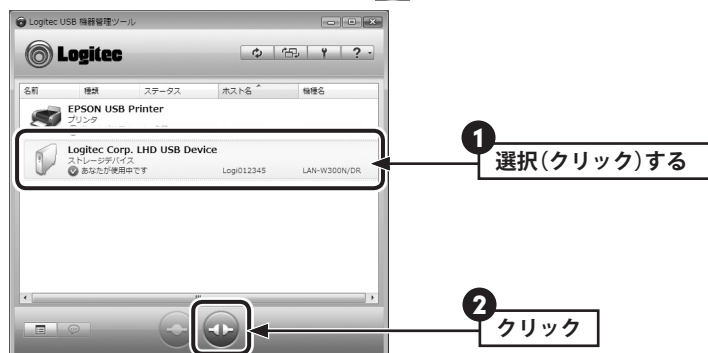 Logitec USB 機器管理ツール
Logitec
?
名前 種類 ステータス ホスト名 機種名
EPSON USB Printer
プリンタ
Logitec Corp. LHD USB Device
ストレージデバイス
あなたが使用中です Logi012345 LAN-W300N/DR
1
選択(クリック)する
2
クリック